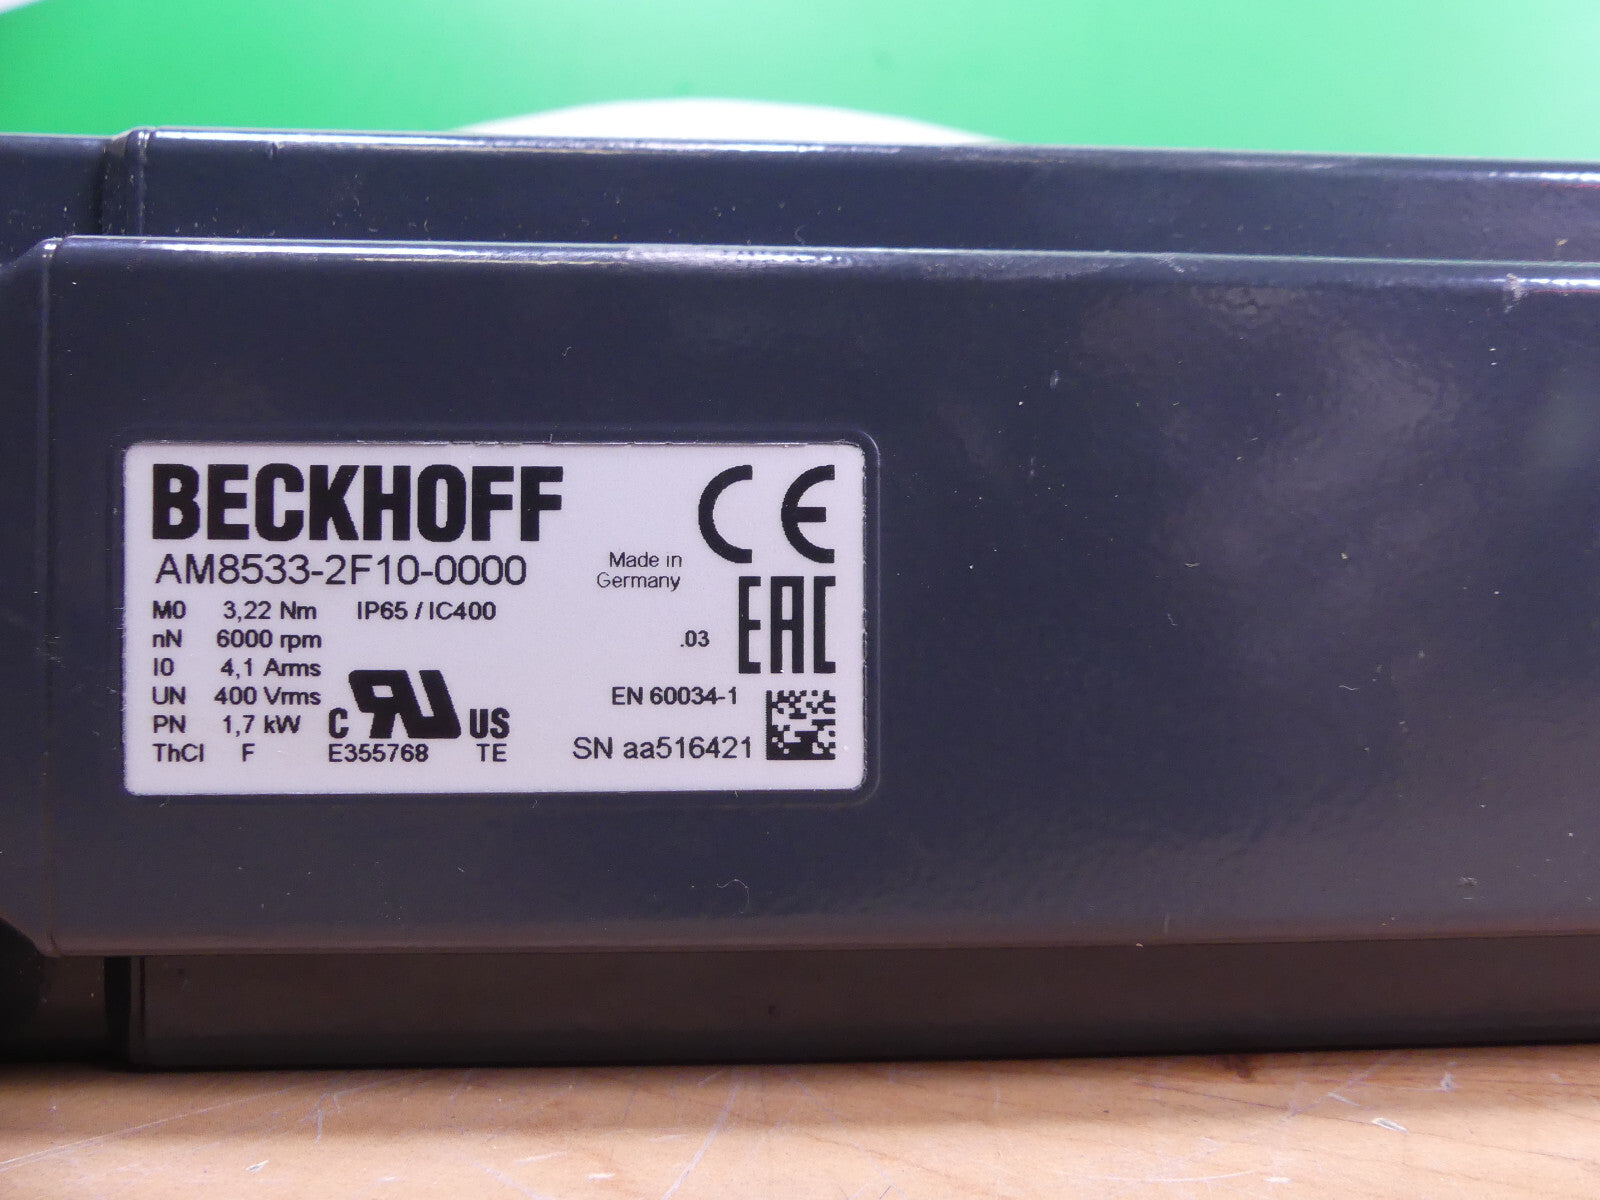 BECKHOFF
CE
AM8533-2F10-0000
Made in
Germany
EAC
M0 3,22 Nm IP65 / IC400
nN 6000 rpm .03
I0 4,1 Arms
UN 400 Vrms EN 60034-1
PN 1,7 kW C RU US
ThCl F E355768 TE SN aa516421